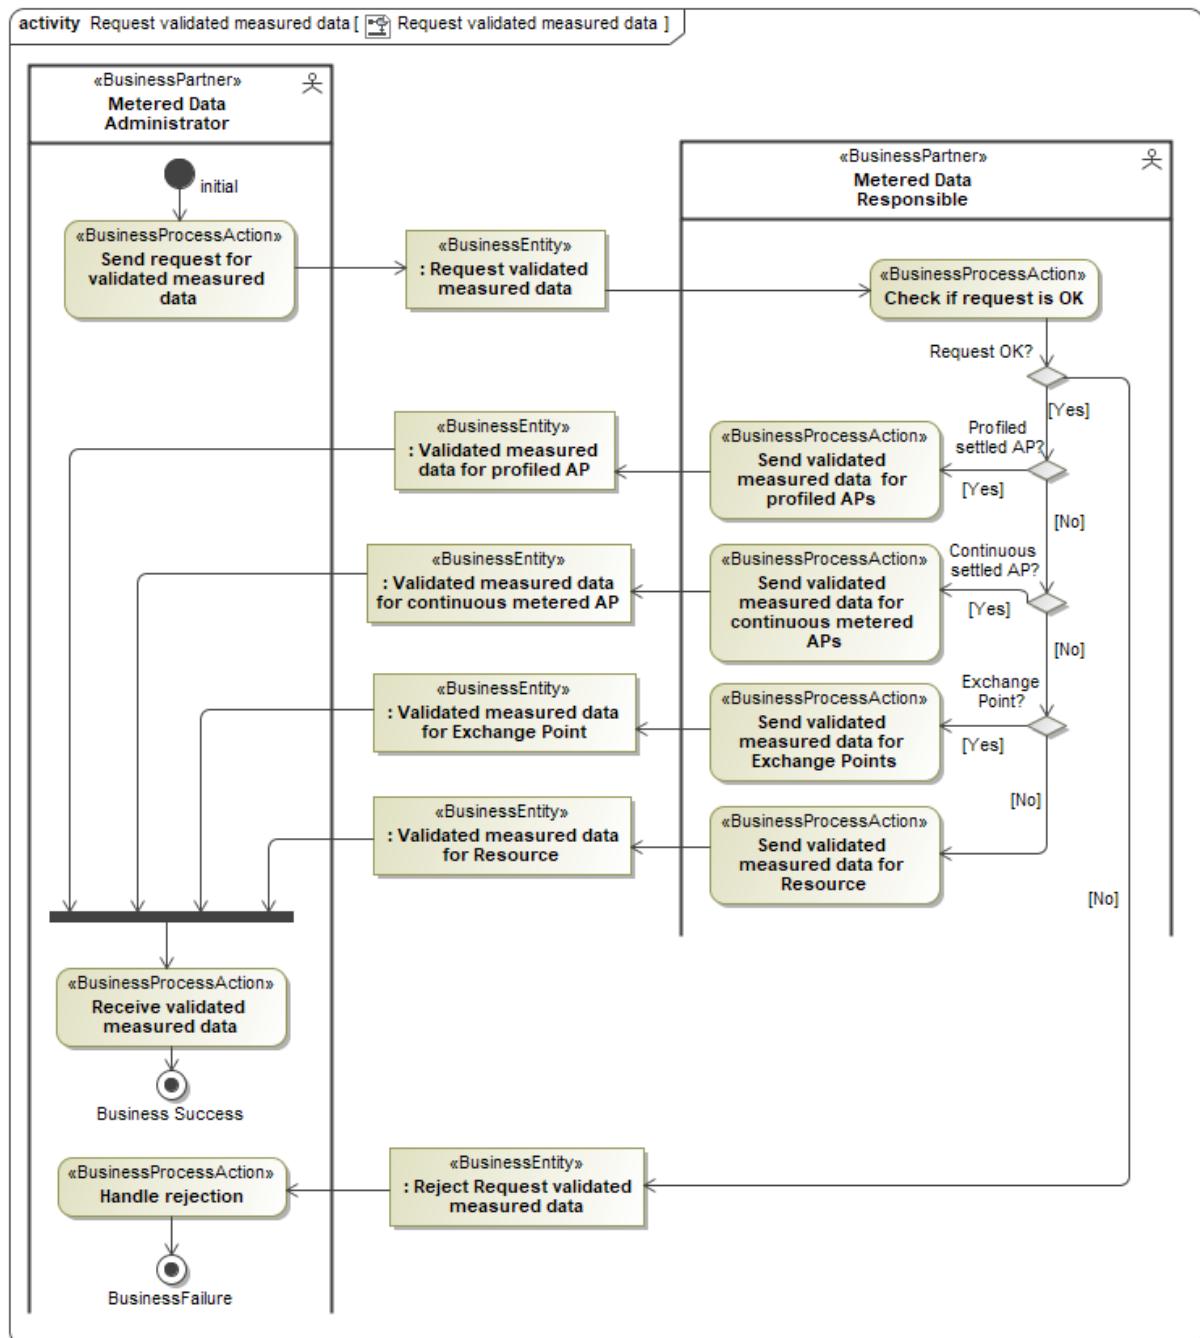 activity Request validated measured data [ Request validated measured data ]
«BusinessPartner»
Metered Data
Administrator
initial
«BusinessProcessAction»
Send request for
validated measured
data
«BusinessEntity»
: Request validated
measured data
«BusinessPartner»
Metered Data
Responsible
«BusinessProcessAction»
Check if request is OK
Request OK?
[Yes]
Profiled
settled AP?
[Yes]
[No]
«BusinessProcessAction»
Send validated
measured data for
profiled APs
«BusinessEntity»
: Validated measured
data for profiled AP
Continuous
settled AP?
[Yes]
[No]
«BusinessProcessAction»
Send validated
measured data for
continuous metered
APs
«BusinessEntity»
: Validated measured data
for continuous metered AP
Exchange
Point?
[Yes]
[No]
«BusinessProcessAction»
Send validated
measured data for
Exchange Points
«BusinessEntity»
: Validated measured data
for Exchange Point
«BusinessProcessAction»
Send validated
measured data for
Resource
«BusinessEntity»
: Validated measured data
for Resource
[No]
«BusinessProcessAction»
Receive validated
measured data
Business Success
«BusinessEntity»
: Reject Request validated
measured data
«BusinessProcessAction»
Handle rejection
BusinessFailure